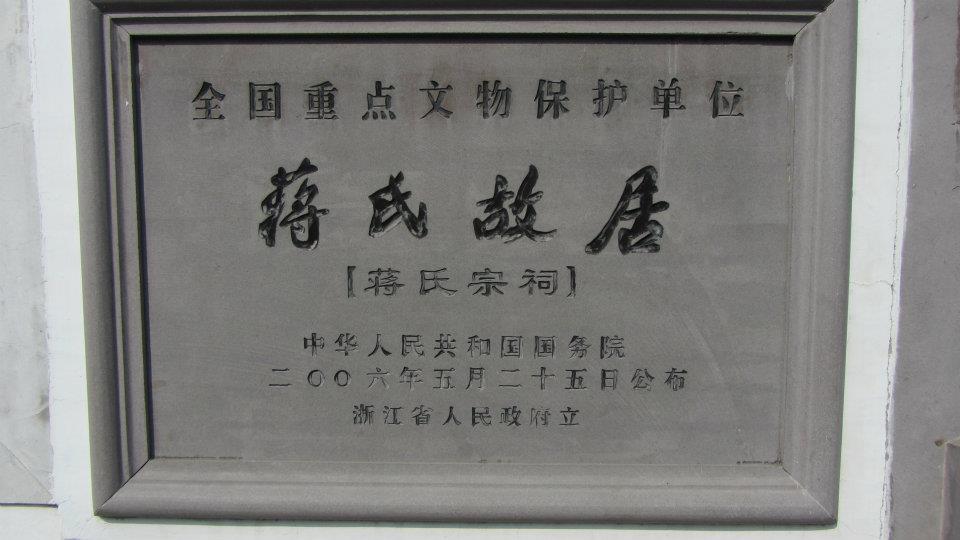 全国重点文物保护单位
蒋氏故居
【蒋氏宗祠】
中华人民共和国国务院
二〇〇六年五月二十五日公布
浙江省人民政府立